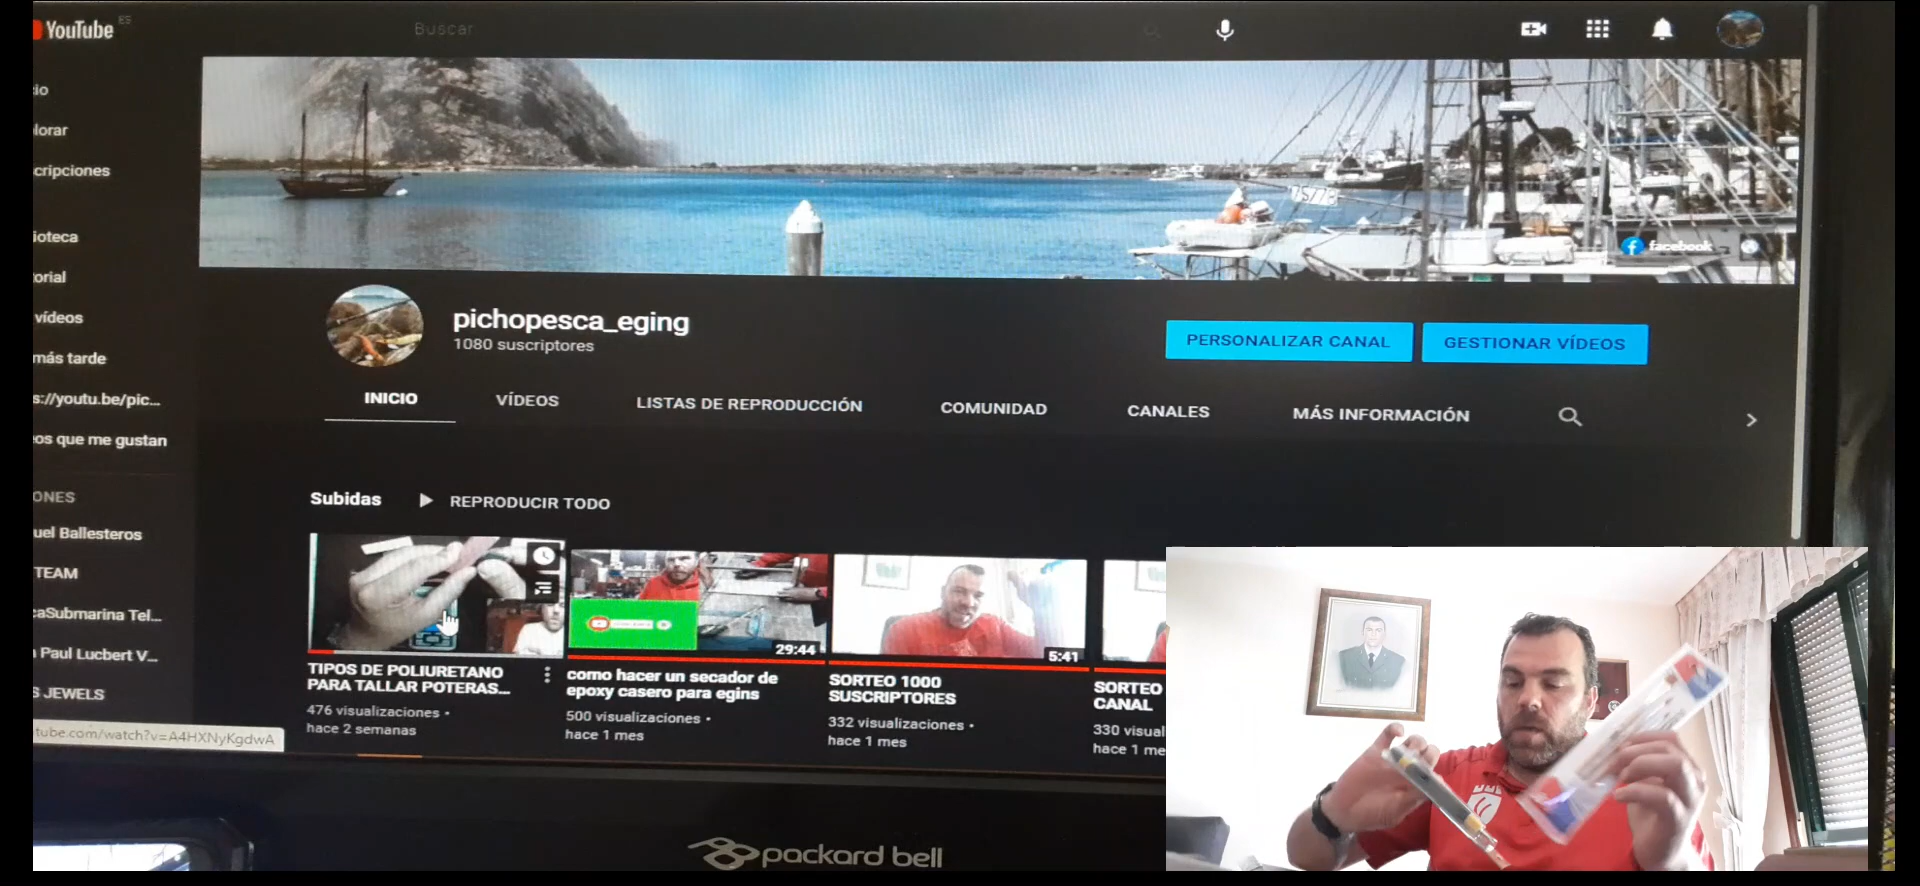 YouTube ES
Buscar
io
lorar
cripciones
ioteca
orial
vídeos
más tarde
s://youtu.be/pic...
os que me gustan
ONES
uel Ballesteros
TEAM
aSubmarina Tel...
Paul Lucbert V...
S JEWELS
tube.com/watch?v=A4HXNyKgdwA
facebook
pichopesca_eging
1080 suscriptores
PERSONALIZAR CANAL
GESTIONAR VÍDEOS
INICIO
VÍDEOS
LISTAS DE REPRODUCCIÓN
COMUNIDAD
CANALES
MÁS INFORMACIÓN
Subidas
REPRODUCIR TODO
TIPOS DE POLIURETANO
PARA TALLAR POTERAS...
476 visualizaciones •
hace 2 semanas
29:44
como hacer un secador de
epoxy casero para egins
500 visualizaciones •
hace 1 mes
5:41
SORTEO 1000
SUSCRIPTORES
332 visualizaciones •
hace 1 mes
SORTEO
CANAL
330 visual
hace 1 me
packard bell